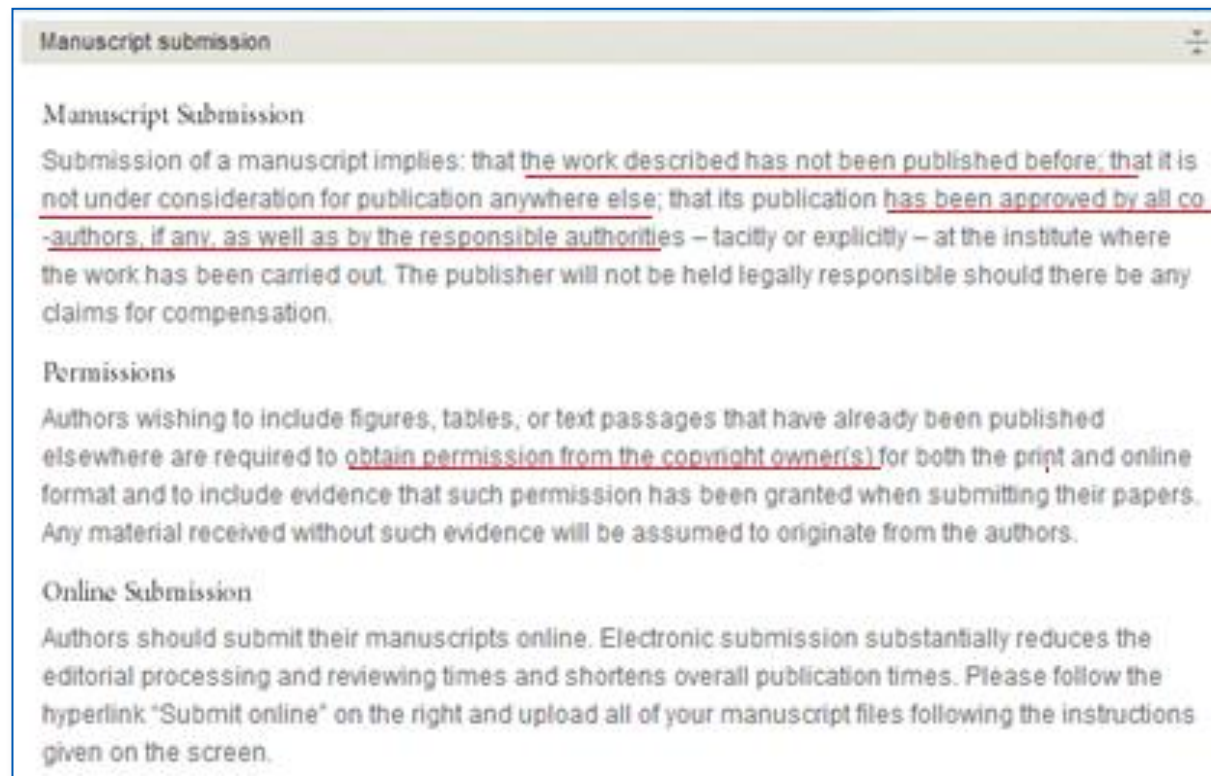 Manuscript submission
Manuscript Submission
Submission of a manuscript implies: that the work described has not been published before; that it is
not under consideration for publication anywhere else; that its publication has been approved by all co
-authors, if any, as well as by the responsible authorities – tacitly or explicitly – at the institute where
the work has been carried out. The publisher will not be held legally responsible should there be any
claims for compensation.
Permissions
Authors wishing to include figures, tables, or text passages that have already been published
elsewhere are required to obtain permission from the copyright owner(s) for both the print and online
format and to include evidence that such permission has been granted when submitting their papers.
Any material received without such evidence will be assumed to originate from the authors.
Online Submission
Authors should submit their manuscripts online. Electronic submission substantially reduces the
editorial processing and reviewing times and shortens overall publication times. Please follow the
hyperlink “Submit online” on the right and upload all of your manuscript files following the instructions
given on the screen.